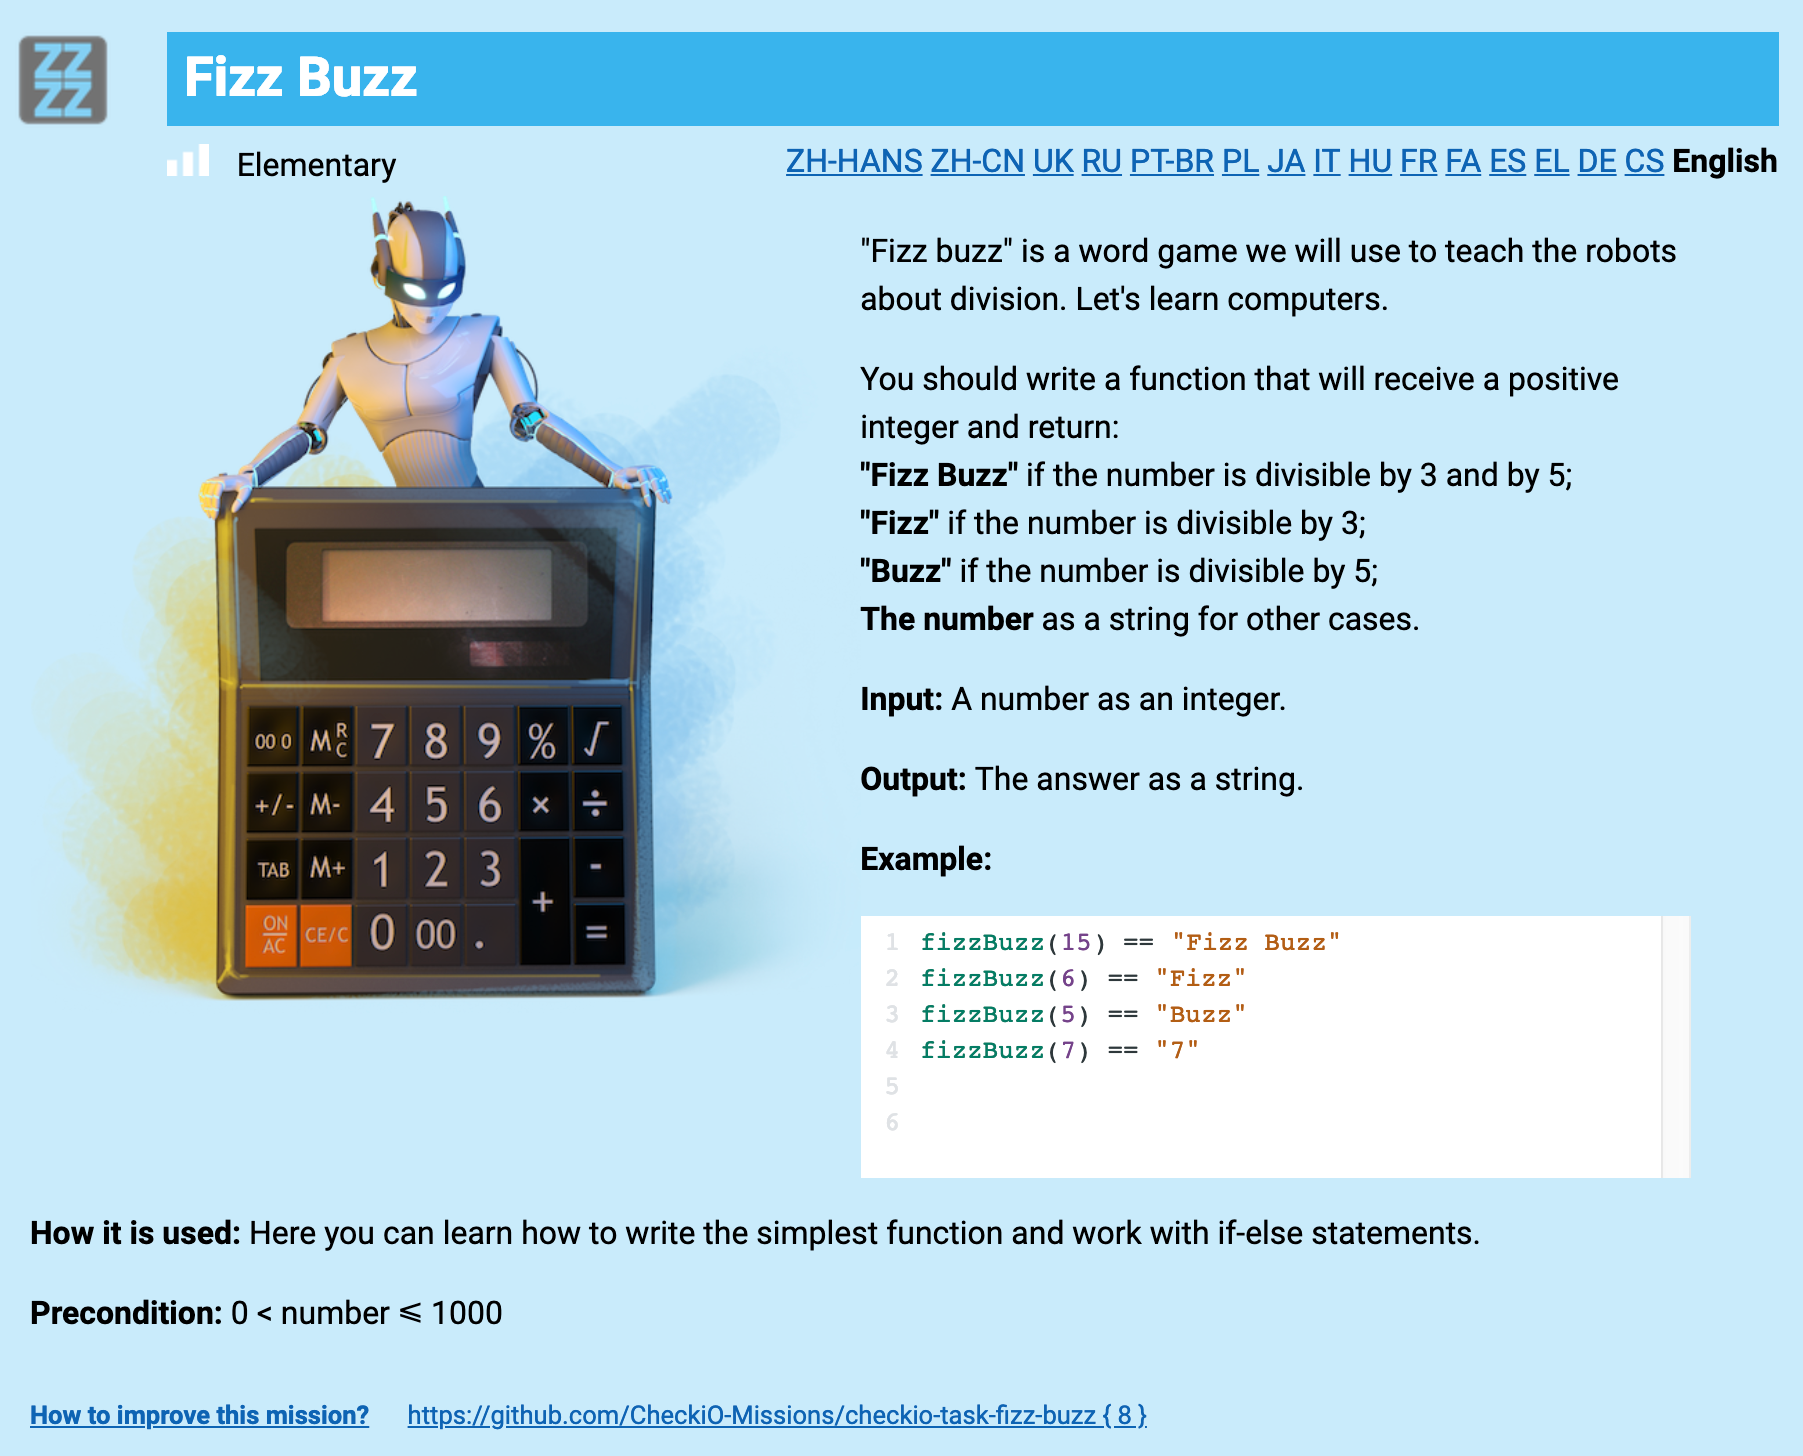 ZZ
ZZ
Fizz Buzz
Elementary
ZH-HANS ZH-CN UK RU PT-BR PL JA IT HU FR FA ES EL DE CS English
"Fizz buzz" is a word game we will use to teach the robots
about division. Let's learn computers.
You should write a function that will receive a positive
integer and return:
"Fizz Buzz" if the number is divisible by 3 and by 5;
"Fizz" if the number is divisible by 3;
"Buzz" if the number is divisible by 5;
The number as a string for other cases.
Input: A number as an integer.
Output: The answer as a string.
Example:
1 fizzBuzz(15) == "Fizz Buzz"
2 fizzBuzz(6) == "Fizz"
3 fizzBuzz(5) == "Buzz"
4 fizzBuzz(7) == "7"
5
6
00 0 M R C 7 8 9 % √
+/- M- 4 5 6 × ÷
TAB M+ 1 2 3 -
ON AC CE/C 0 00 . + =
How it is used: Here you can learn how to write the simplest function and work with if-else statements.
Precondition: 0 < number ⩽ 1000
How to improve this mission? https://github.com/CheckiO-Missions/checkio-task-fizz-buzz { 8 }